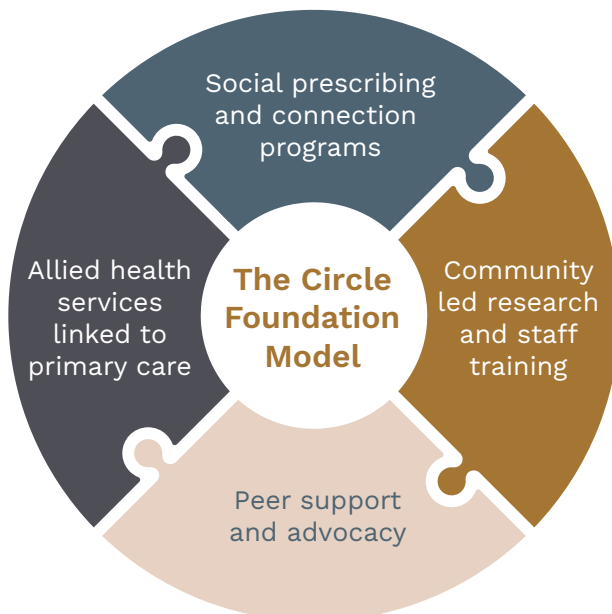 Social prescribing
and connection
programs
Allied health
services
linked to
primary care
The Circle
Foundation
Model
Community
led research
and staff
training
Peer support
and advocacy